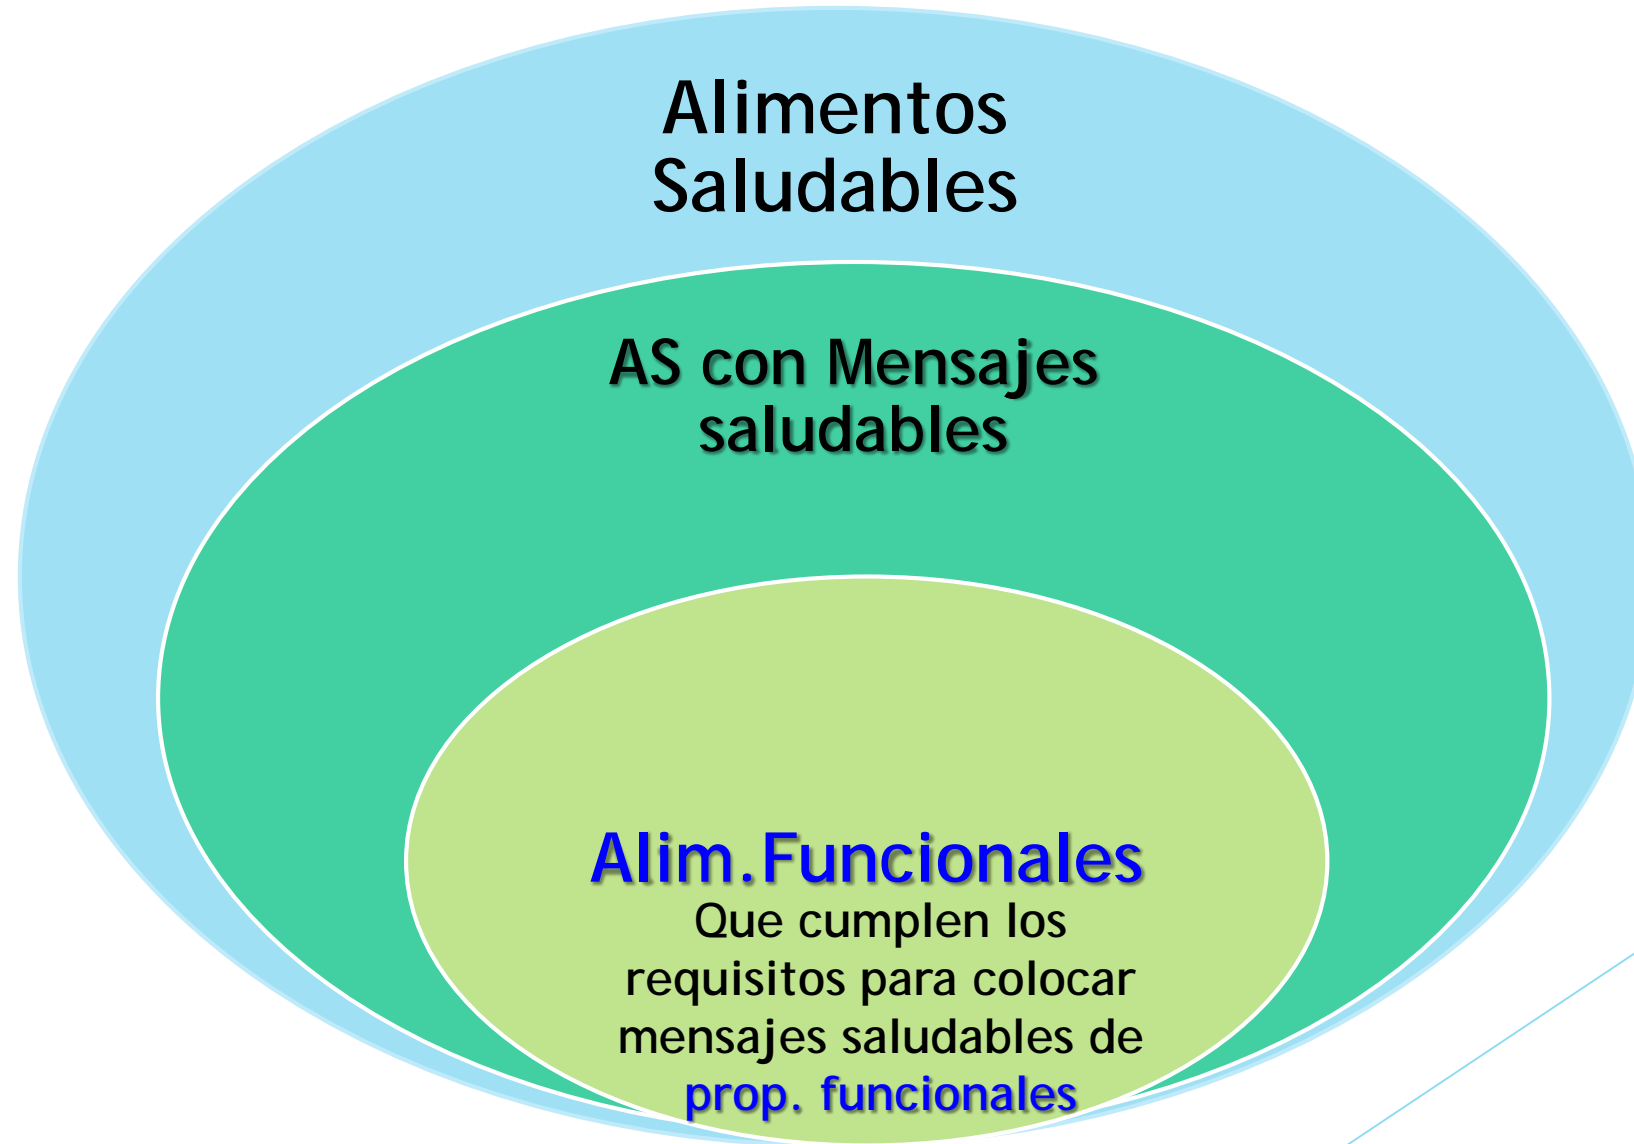 Alimentos
Saludables
AS con Mensajes
saludables
Alim.Funcionales
Que cumplen los
requisitos para colocar
mensajes saludables de
prop. funcionales